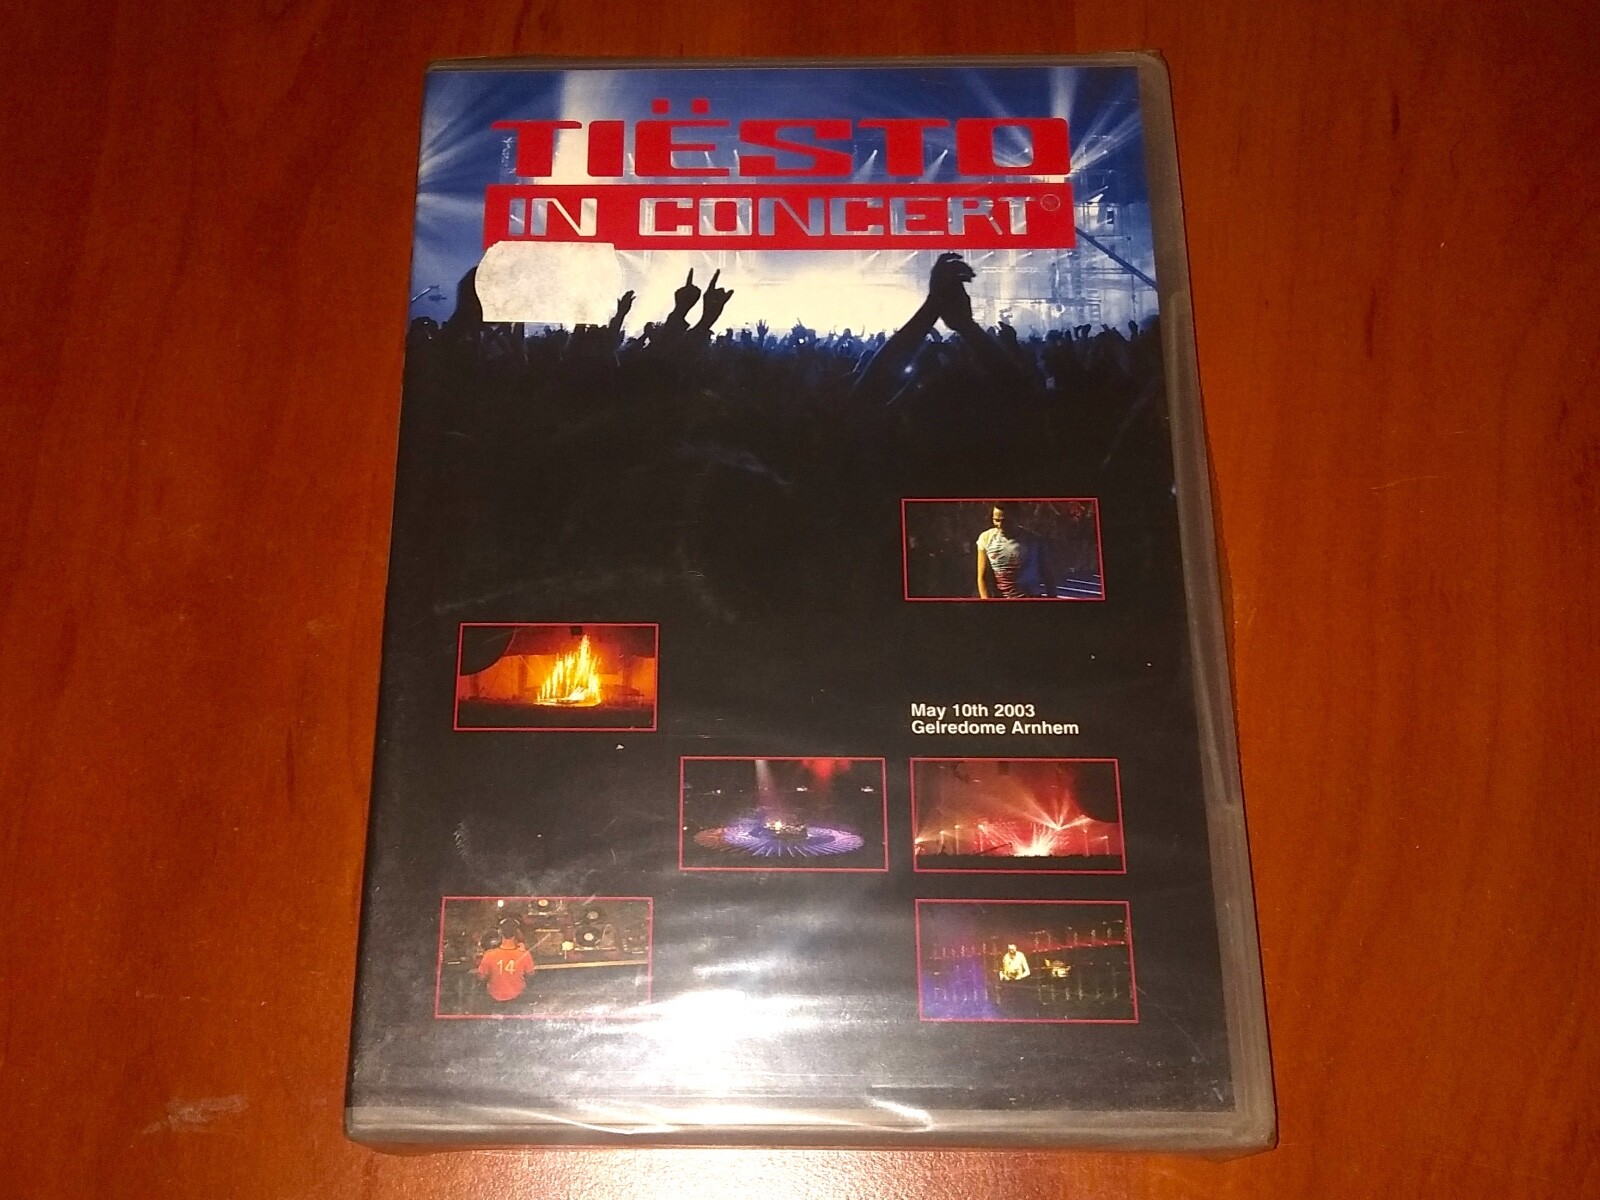 TIËSTO
IN CONCERT®
May 10th 2003
Gelredome Arnhem
14